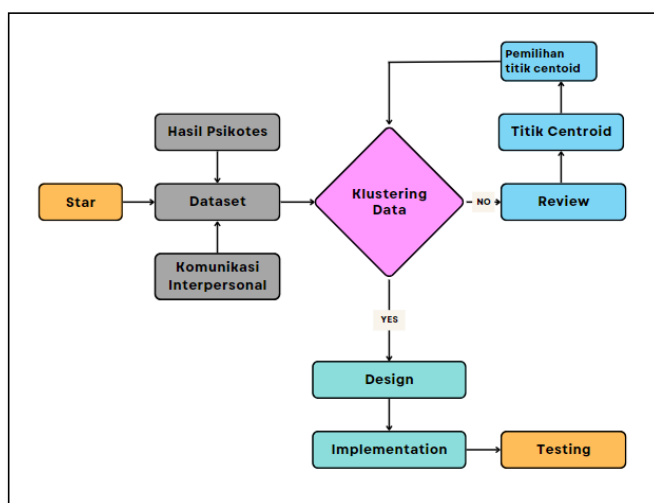 Pemilihan
titik centoid
Hasil Psikotes
Titik Centroid
Star
Dataset
Klustering
Data
NO
Review
Komunikasi
Interpersonal
YES
Design
Implementation
Testing